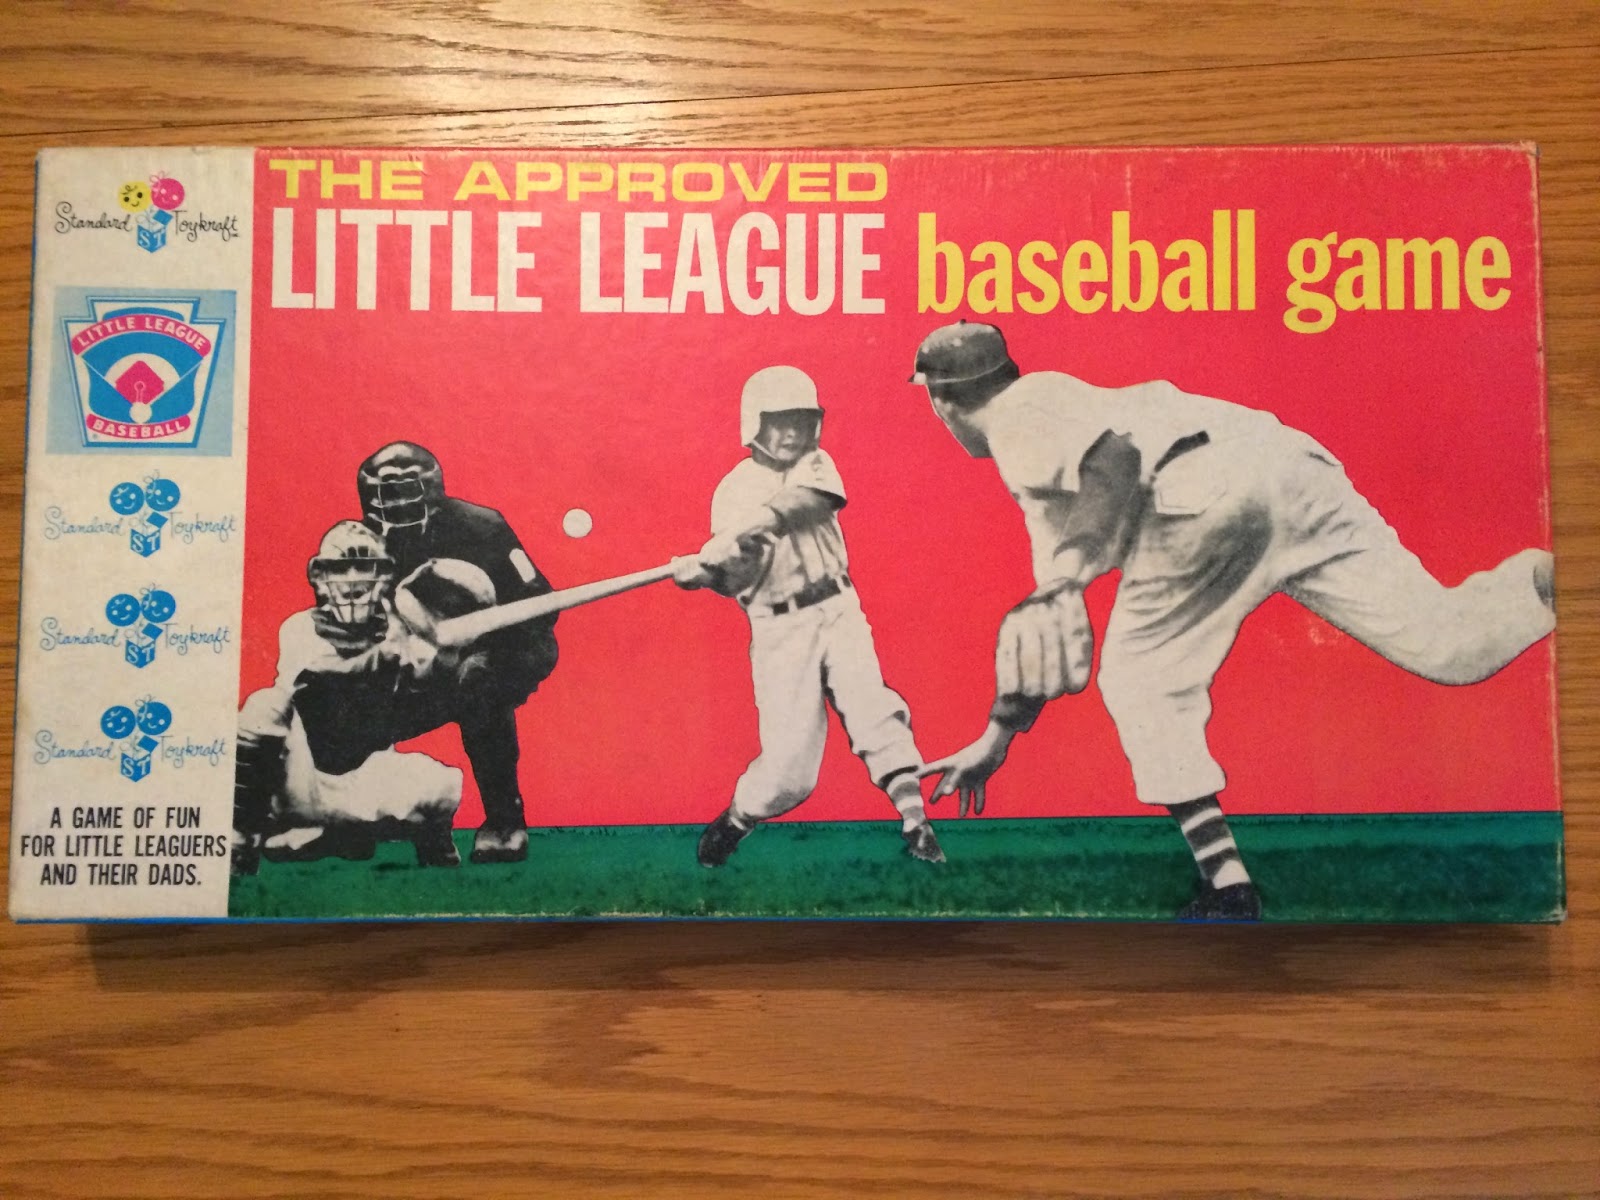 THE APPROVED
LITTLE LEAGUE baseball game
Standard Toykraft
ST
LITTLE LEAGUE
BASEBALL
Standard Toykraft
ST
Standard Toykraft
ST
Standard Toykraft
ST
A GAME OF FUN
FOR LITTLE LEAGUERS
AND THEIR DADS.